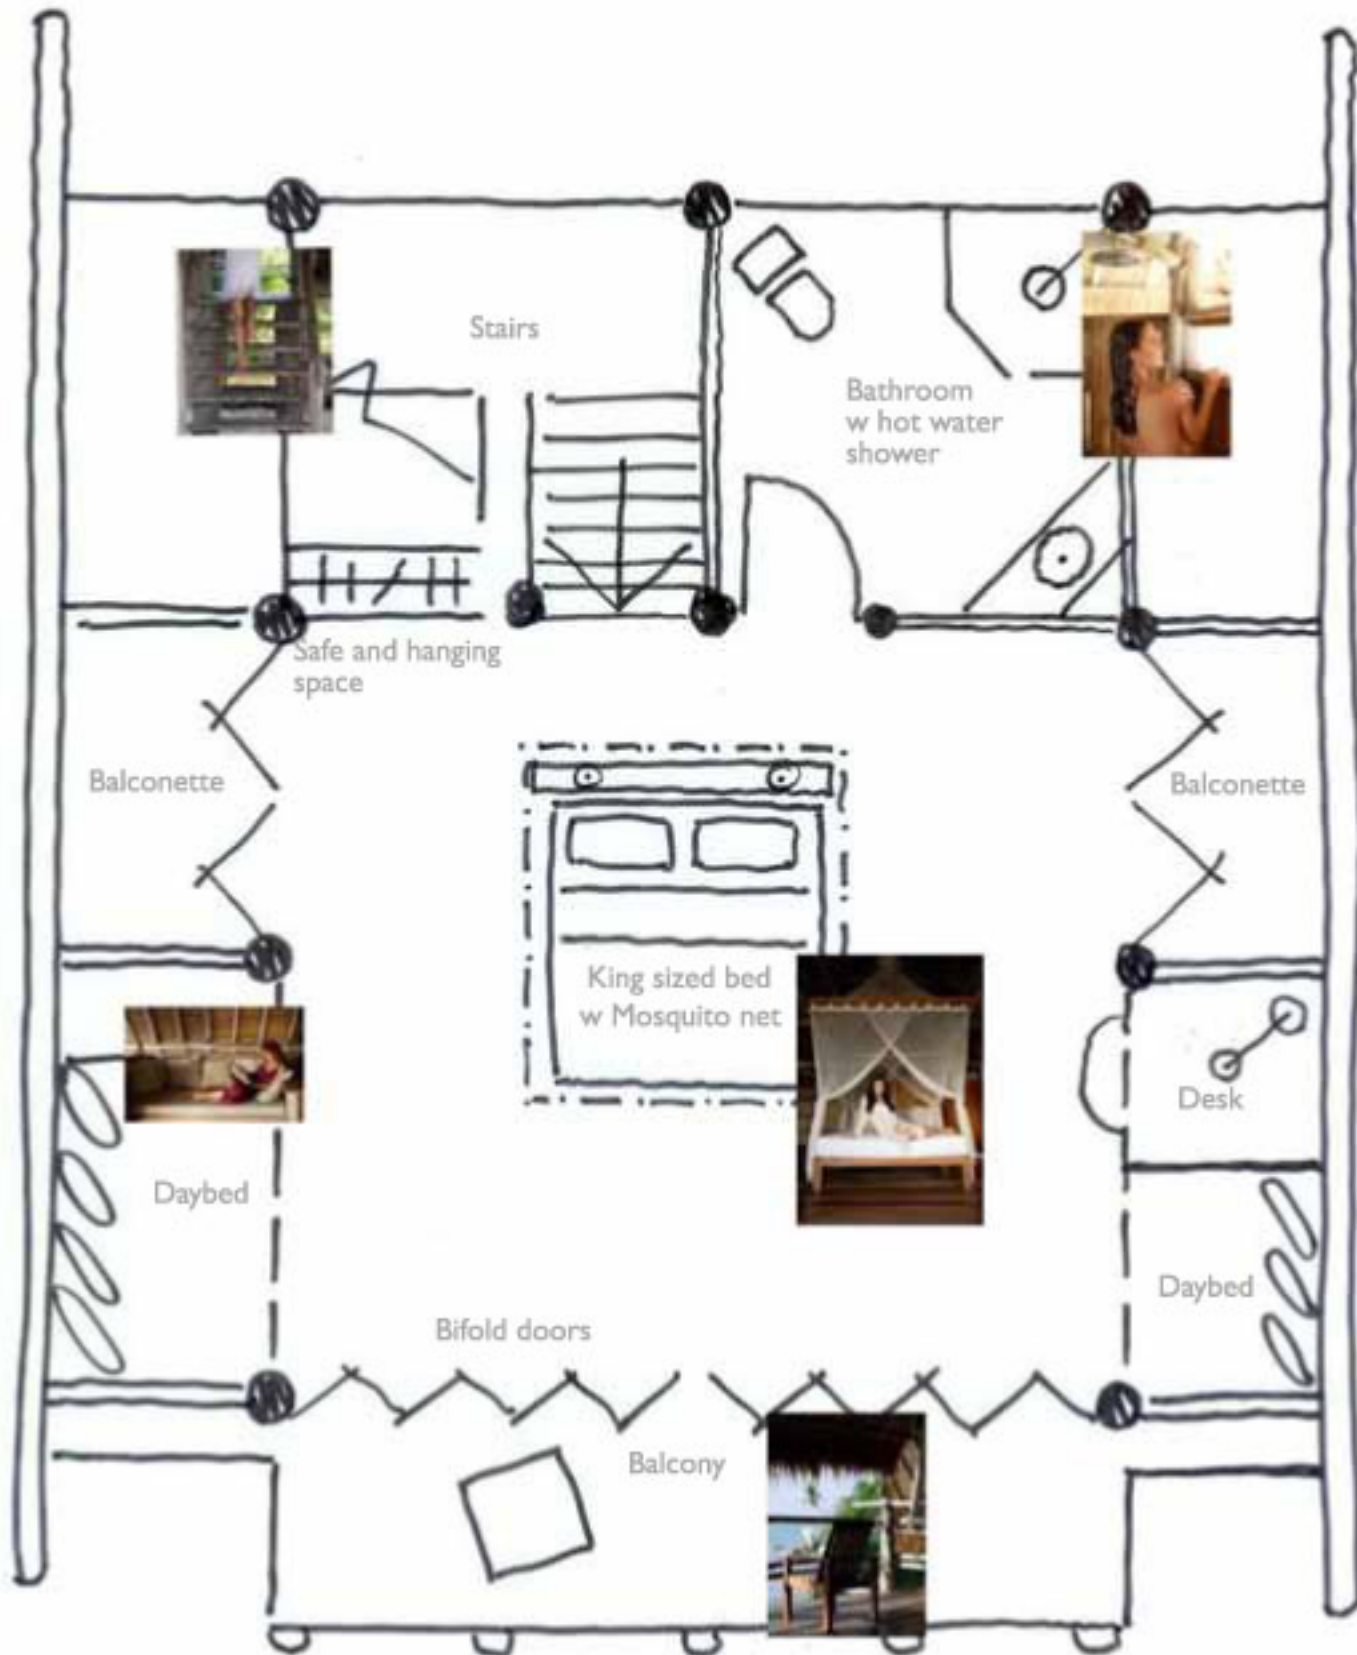 Stairs
Bathroom
w hot water
shower
Safe and hanging
space
Balconette
Balconette
King sized bed
w Mosquito net
Desk
Daybed
Daybed
Bifold doors
Balcony